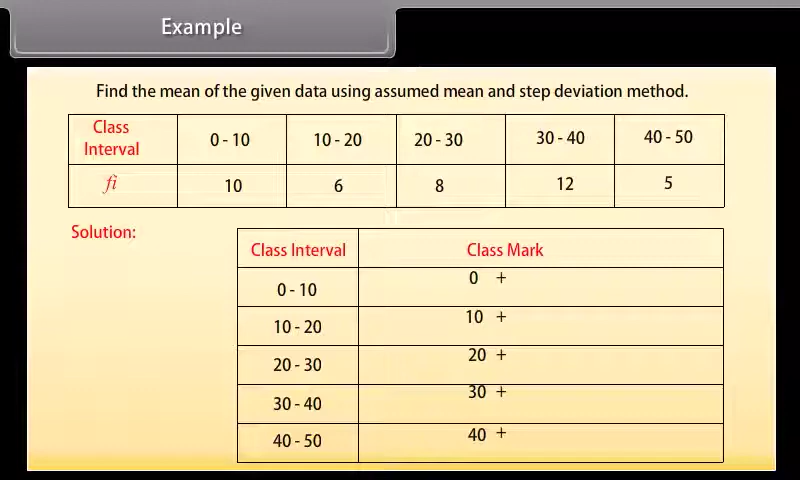 Example
Find the mean of the given data using assumed mean and step deviation method.
Class Interval 0 - 10 10 - 20 20 - 30 30 - 40 40 - 50
fi 10 6 8 12 5
Solution:
Class Interval Class Mark
0 - 10 0 +
10 - 20 10 +
20 - 30 20 +
30 - 40 30 +
40 - 50 40 +